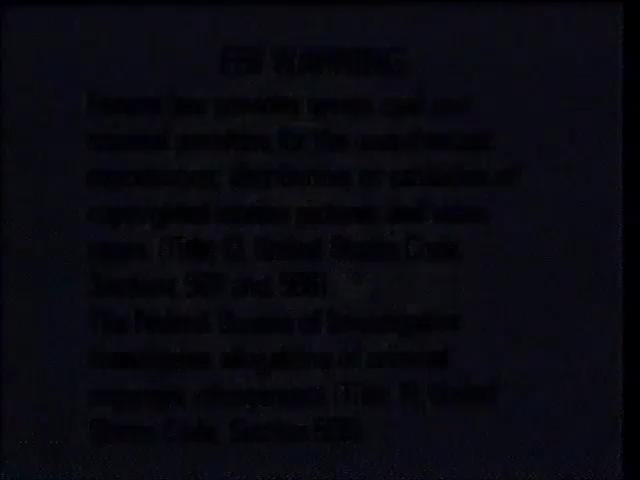 FBI WARNING
Federal law provides severe civil and
criminal penalties for the unauthorized
reproduction, distribution or exhibition of
copyrighted motion pictures and video
tapes. (Title 17, United States Code,
Sections 501 and 506)
The Federal Bureau of Investigation
investigates allegations of criminal
copyright infringement (Title 17, United
States Code, Section 506)